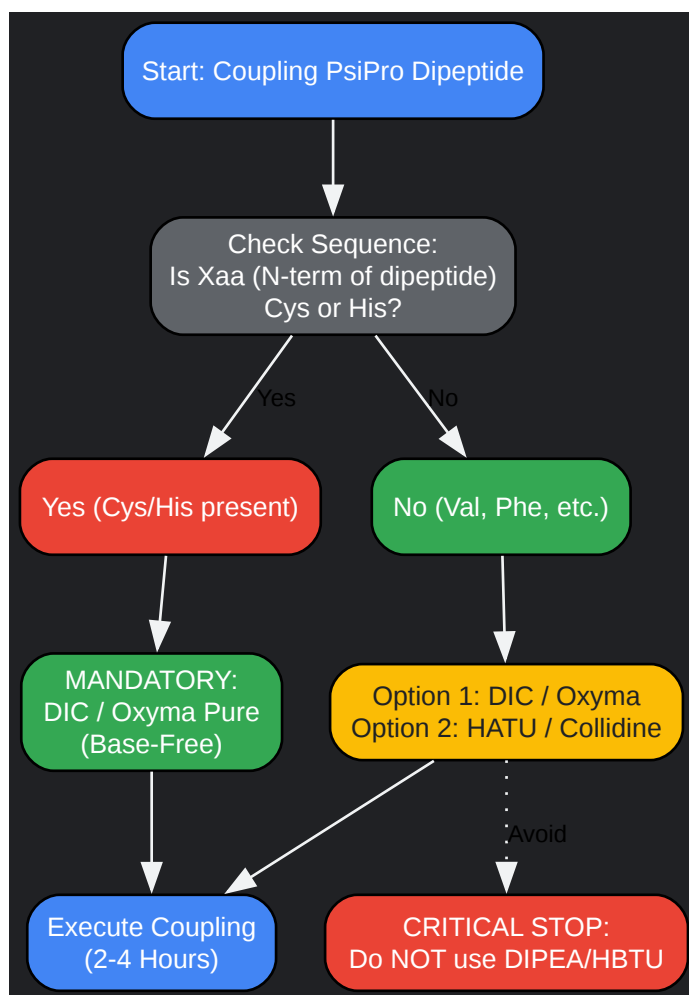 Start: Coupling PsiPro Dipeptide
Check Sequence:
Is Xaa (N-term of dipeptide)
Cys or His?
Yes
No
Yes (Cys/His present)
No (Val, Phe, etc.)
MANDATORY:
DIC / Oxyma Pure
(Base-Free)
Option 1: DIC / Oxyma
Option 2: HATU / Collidine
Avoid
Execute Coupling
(2-4 Hours)
CRITICAL STOP:
Do NOT use DIPEA/HBTU